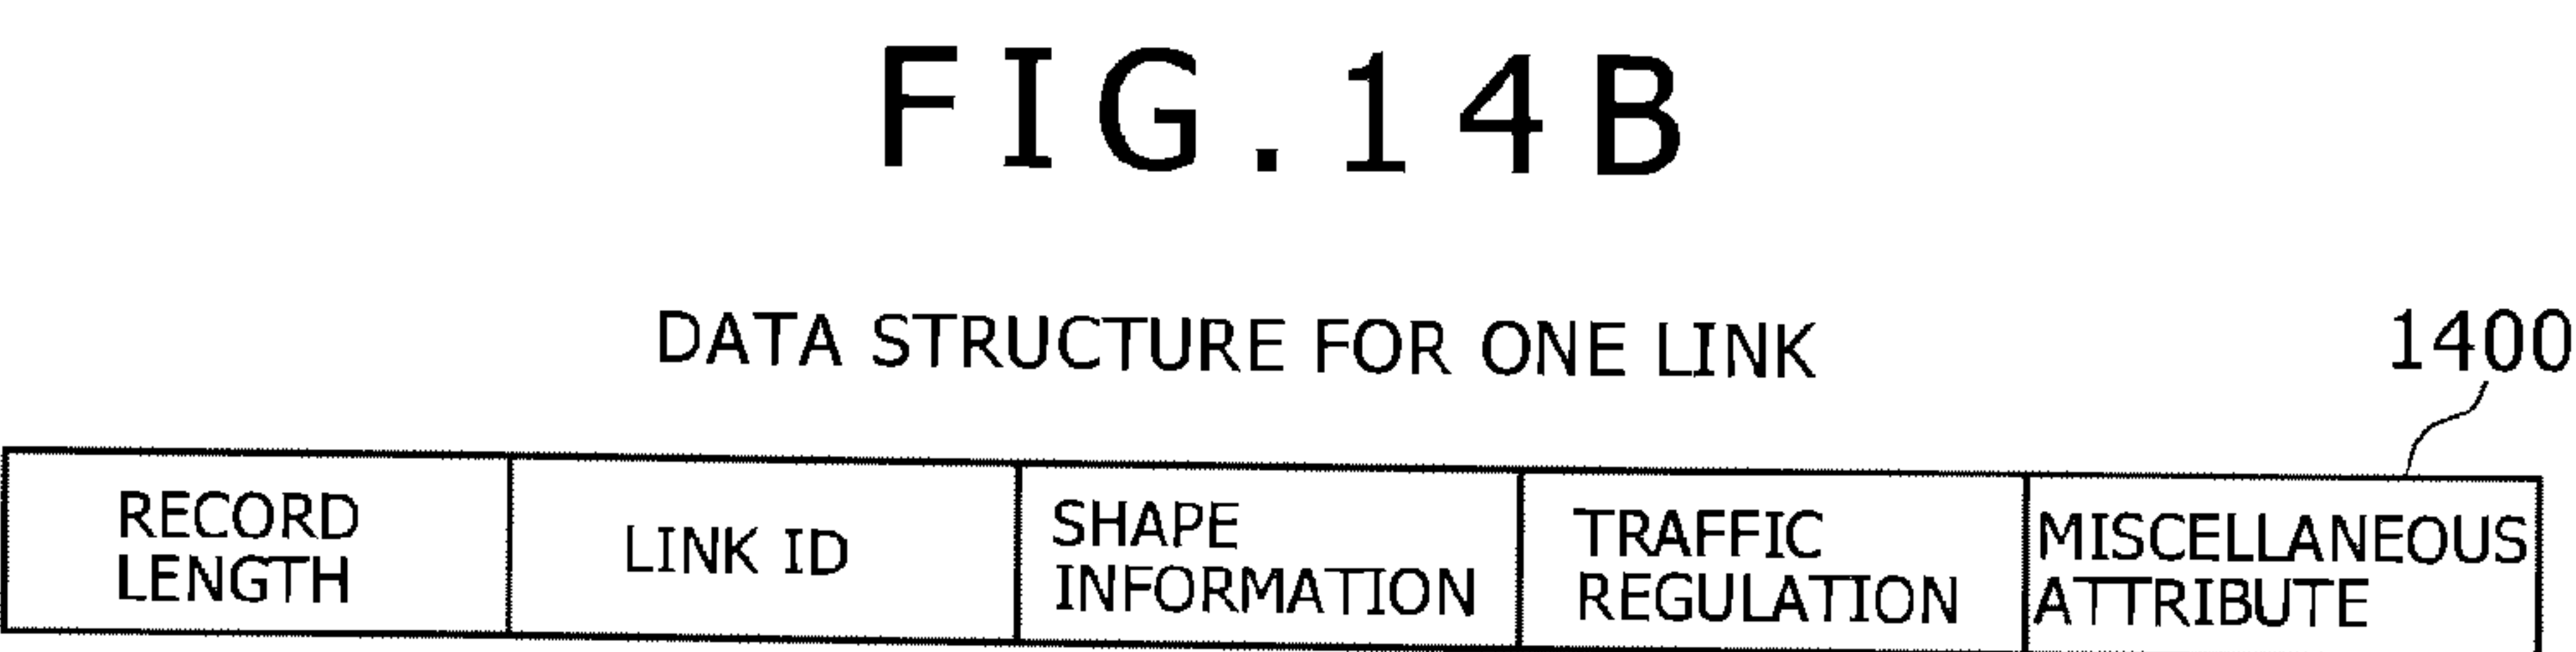 FIG.14B
DATA STRUCTURE FOR ONE LINK
1400
RECORD
LENGTH
LINK ID
SHAPE
INFORMATION
TRAFFIC
REGULATION
MISCELLANEOUS
ATTRIBUTE